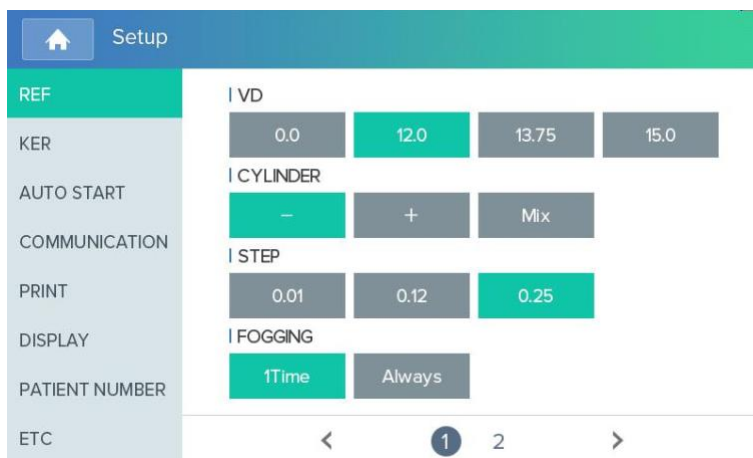 Setup
REF
KER
AUTO START
COMMUNICATION
PRINT
DISPLAY
PATIENT NUMBER
ETC
VD
0.0 12.0 13.75 15.0
CYLINDER
− + Mix
STEP
0.01 0.12 0.25
FOGGING
1Time Always
< 1 2 >